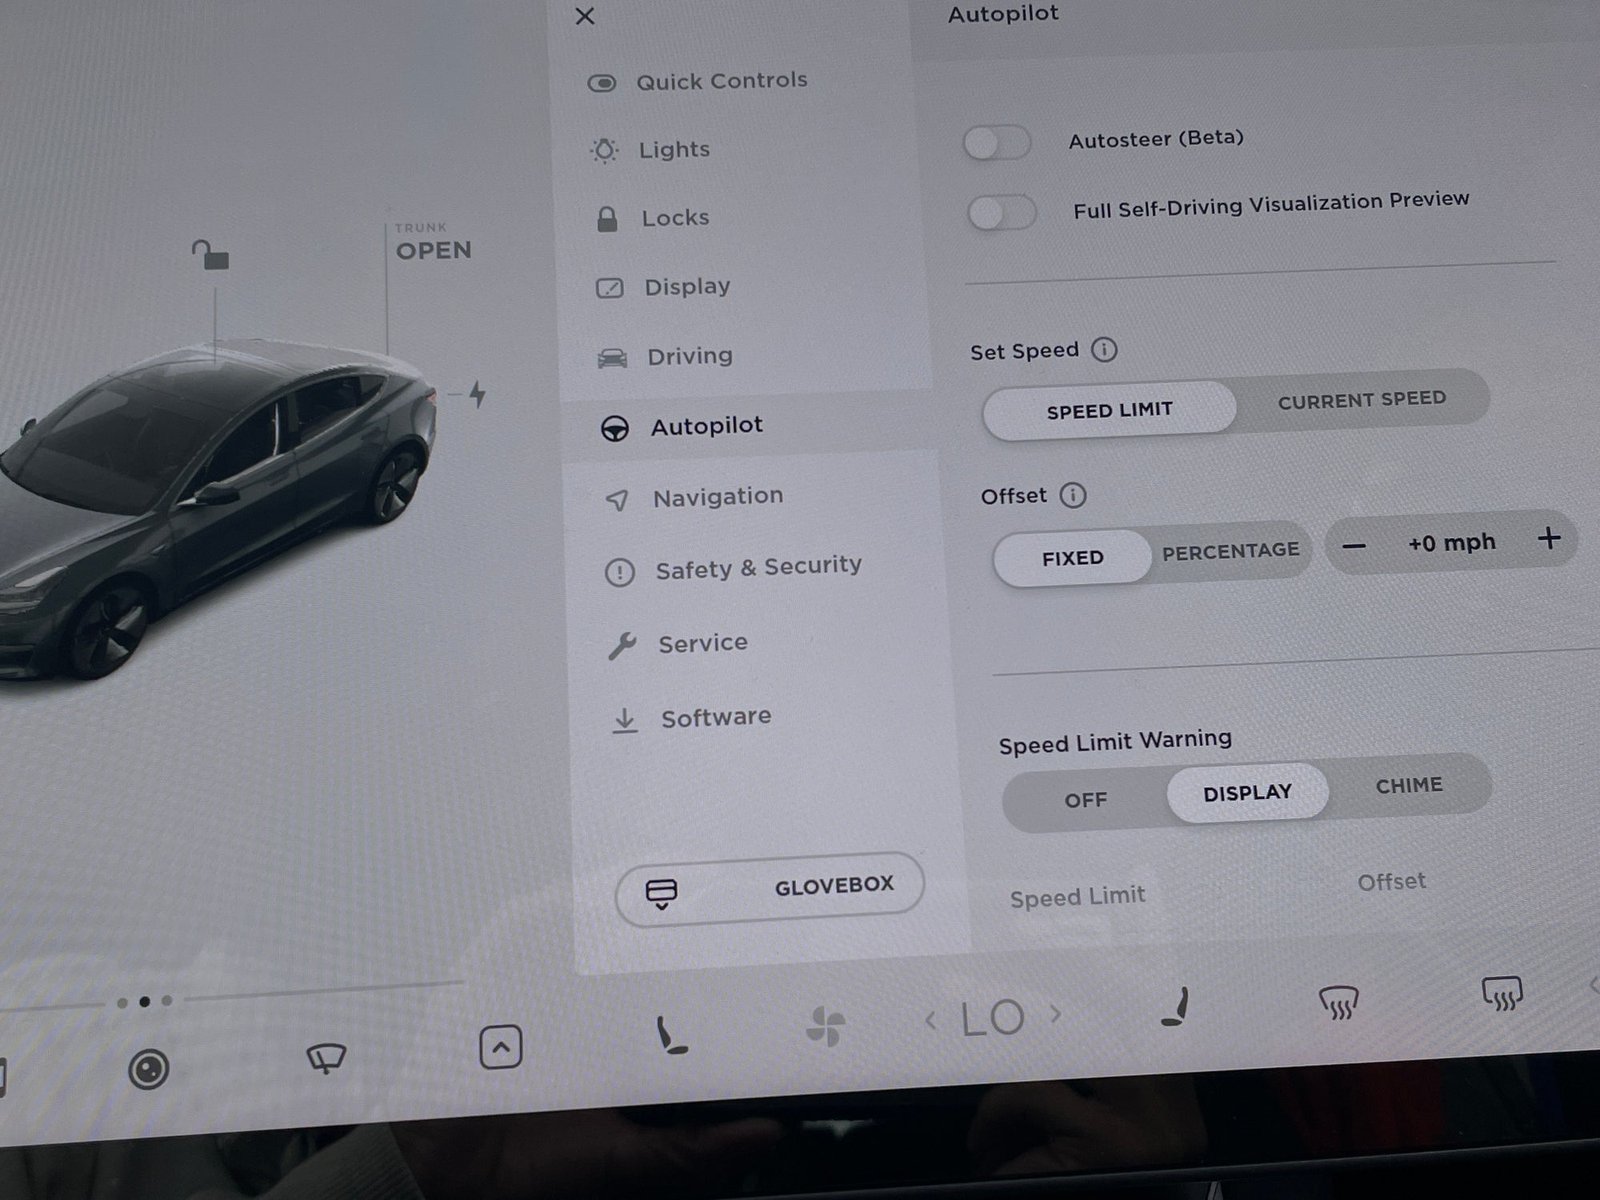 TRUNK
OPEN
Quick Controls
Lights
Locks
Display
Driving
Autopilot
Navigation
Safety & Security
Service
Software
GLOVEBOX
Autopilot
Autosteer (Beta)
Full Self-Driving Visualization Preview
Set Speed
SPEED LIMIT
CURRENT SPEED
Offset
FIXED
PERCENTAGE
+0 mph
Speed Limit Warning
OFF
DISPLAY
CHIME
Speed Limit
Offset
LO